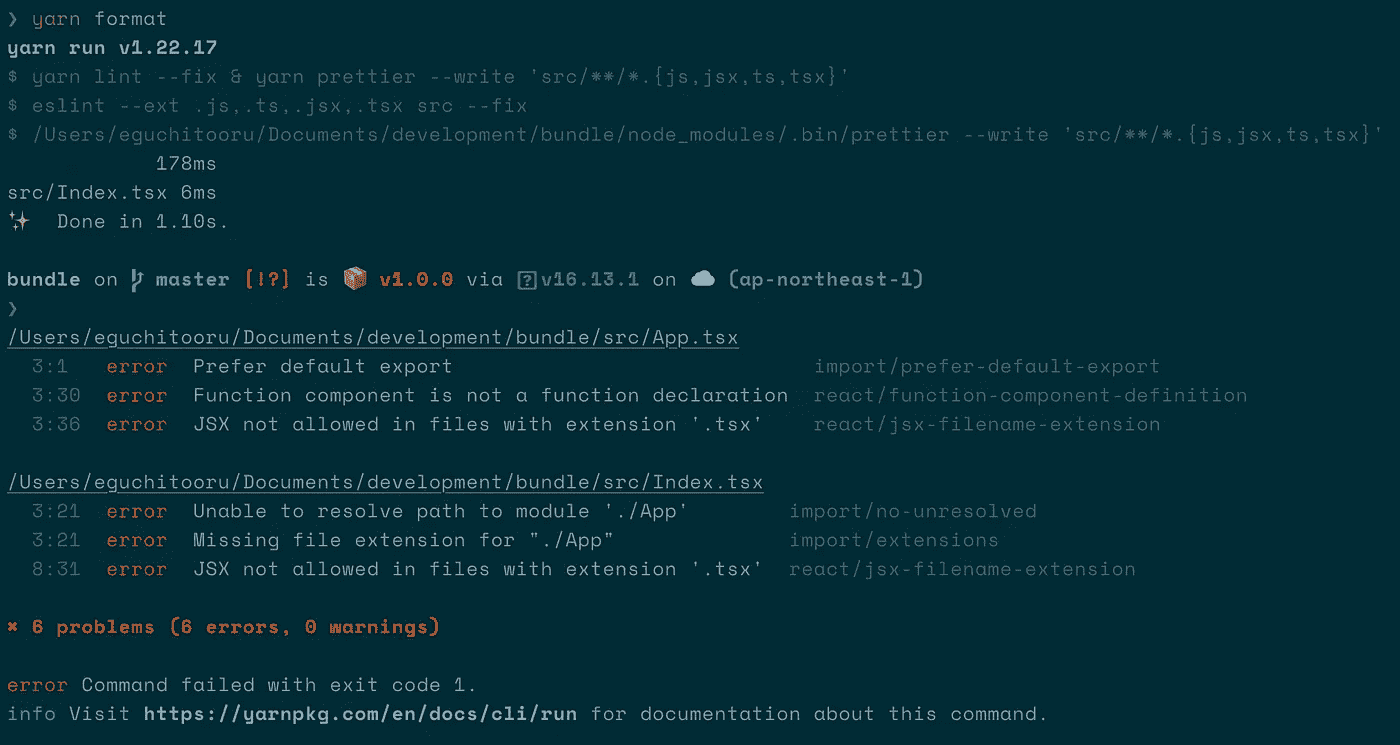 ❯ yarn format
yarn run v1.22.17
$ yarn lint --fix & yarn prettier --write 'src/**/*.{js,jsx,ts,tsx}'
$ eslint --ext .js,.ts,.jsx,.tsx src --fix
$ /Users/eguchitooru/Documents/development/bundle/node_modules/.bin/prettier --write 'src/**/*.{js,jsx,ts,tsx}'
178ms
src/Index.tsx 6ms
✨ Done in 1.10s.
bundle on master [!?] is 📦 v1.0.0 via v16.13.1 on ☁️ (ap-northeast-1)
❯
/Users/eguchitooru/Documents/development/bundle/src/App.tsx
3:1 error Prefer default export import/prefer-default-export
3:30 error Function component is not a function declaration react/function-component-definition
3:36 error JSX not allowed in files with extension '.tsx' react/jsx-filename-extension
/Users/eguchitooru/Documents/development/bundle/src/Index.tsx
3:21 error Unable to resolve path to module './App' import/no-unresolved
3:21 error Missing file extension for "./App" import/extensions
8:31 error JSX not allowed in files with extension '.tsx' react/jsx-filename-extension
✖ 6 problems (6 errors, 0 warnings)
error Command failed with exit code 1.
info Visit https://yarnpkg.com/en/docs/cli/run for documentation about this command.